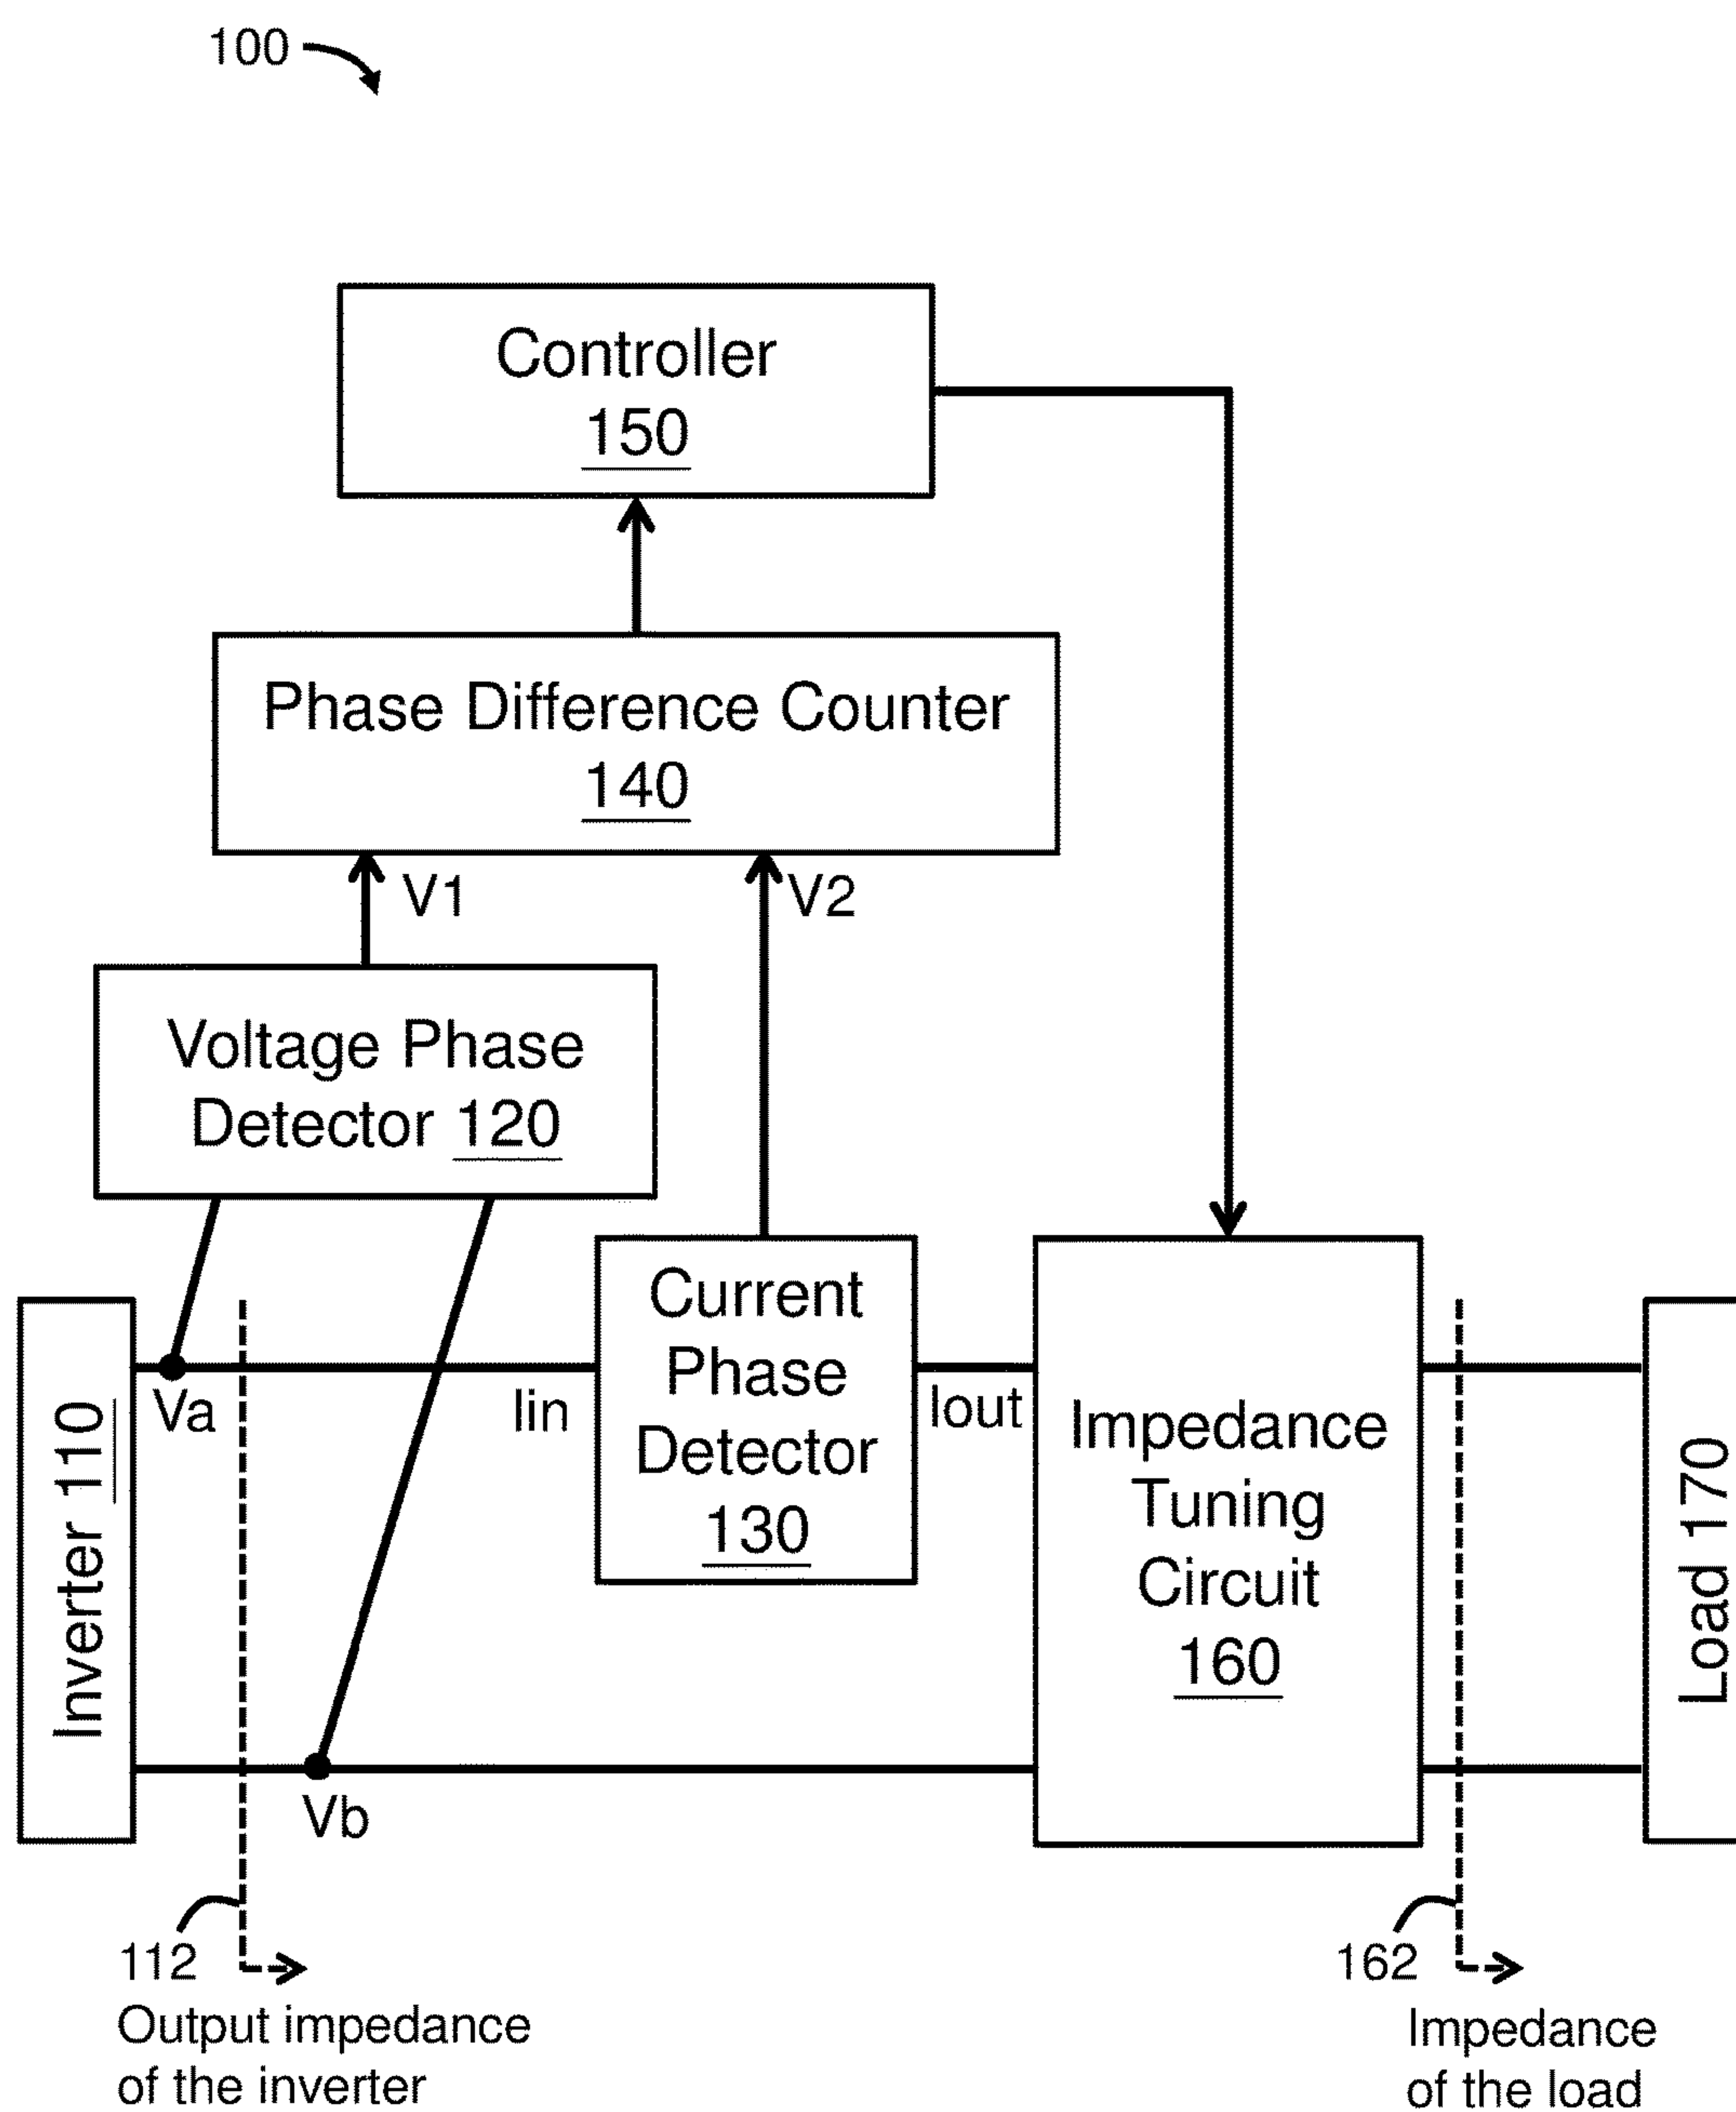 100
Controller
150
Phase Difference Counter
140
V1
V2
Voltage Phase
Detector 120
Current
Phase
Detector
130
Inverter 110
Va
Iin
Iout
Impedance
Tuning
Circuit
160
Load 170
Vb
112
Output impedance
of the inverter
162
Impedance
of the load